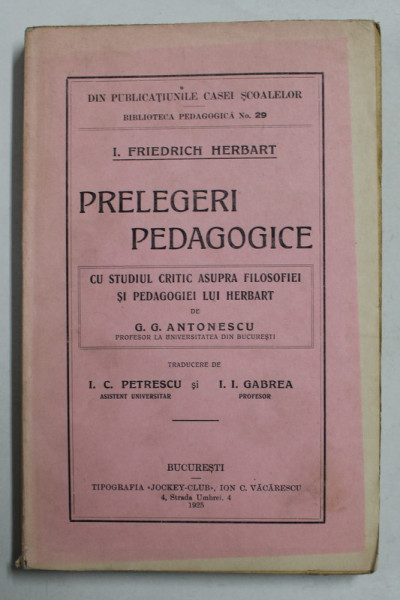 DIN PUBLICAȚIUNILE CASEI ȘCOALELOR
BIBLIOTECA PEDAGOGICĂ No. 29
I. FRIEDRICH HERBART
PRELEGERI
PEDAGOGICE
CU STUDIUL CRITIC ASUPRA FILOSOFIEI
ȘI PEDAGOGIEI LUI HERBART
DE
G. G. ANTONESCU
PROFESOR LA UNIVERSITATEA DIN BUCUREȘTI
TRADUCERE DE
I. C. PETRESCU și I. I. GABREA
ASISTENT UNIVERSITAR PROFESOR
BUCUREȘTI
TIPOGRAFIA «JOCKEY-CLUB», ION C. VĂCĂRESCU
4, Strada Umbrei, 4
1925